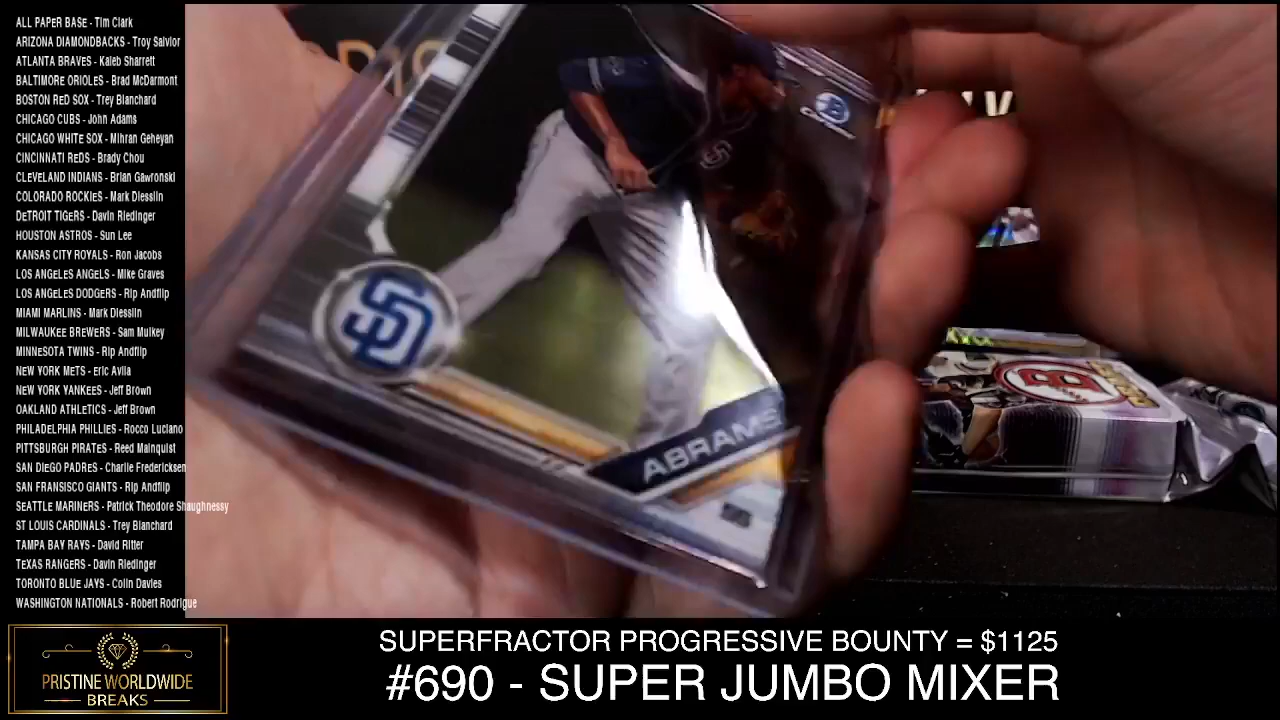 ALL PAPER BASE - Tim Clark
ARIZONA DIAMONDBACKS - Troy Salvior
ATLANTA BRAVES - Kaleb Sharrett
BALTIMORE ORIOLES - Brad McDarmont
BOSTON RED SOX - Trey Blanchard
CHICAGO CUBS - John Adams
CHICAGO WHITE SOX - Mihran Geheyan
CINCINNATI REDS - Brady Chou
CLEVELAND INDIANS - Brian Gawronski
COLORADO ROCKIES - Mark Diesslin
DETROIT TIGERS - Davin Riedinger
HOUSTON ASTROS - Sun Lee
KANSAS CITY ROYALS - Ron Jacobs
LOS ANGELES ANGELS - Mike Graves
LOS ANGELES DODGERS - Rip Andflip
MIAMI MARLINS - Mark Diesslin
MILWAUKEE BREWERS - Sam Mulkey
MINNESOTA TWINS - Rip Andflip
NEW YORK METS - Eric Avila
NEW YORK YANKEES - Jeff Brown
OAKLAND ATHLETICS - Jeff Brown
PHILADELPHIA PHILLIES - Rocco Luciano
PITTSBURGH PIRATES - Reed Mainquist
SAN DIEGO PADRES - Charlie Fredericksen
SAN FRANSISCO GIANTS - Rip Andflip
SEATTLE MARINERS - Patrick Theodore Shaughnessy
ST LOUIS CARDINALS - Trey Blanchard
TAMPA BAY RAYS - David Ritter
TEXAS RANGERS - Davin Riedinger
TORONTO BLUE JAYS - Colin Davies
WASHINGTON NATIONALS - Robert Rodrigue
SD
SD
ABRAMS
B
PRISTINE WORLDWIDE
BREAKS
SUPERFRACTOR PROGRESSIVE BOUNTY = $1125
#690 - SUPER JUMBO MIXER